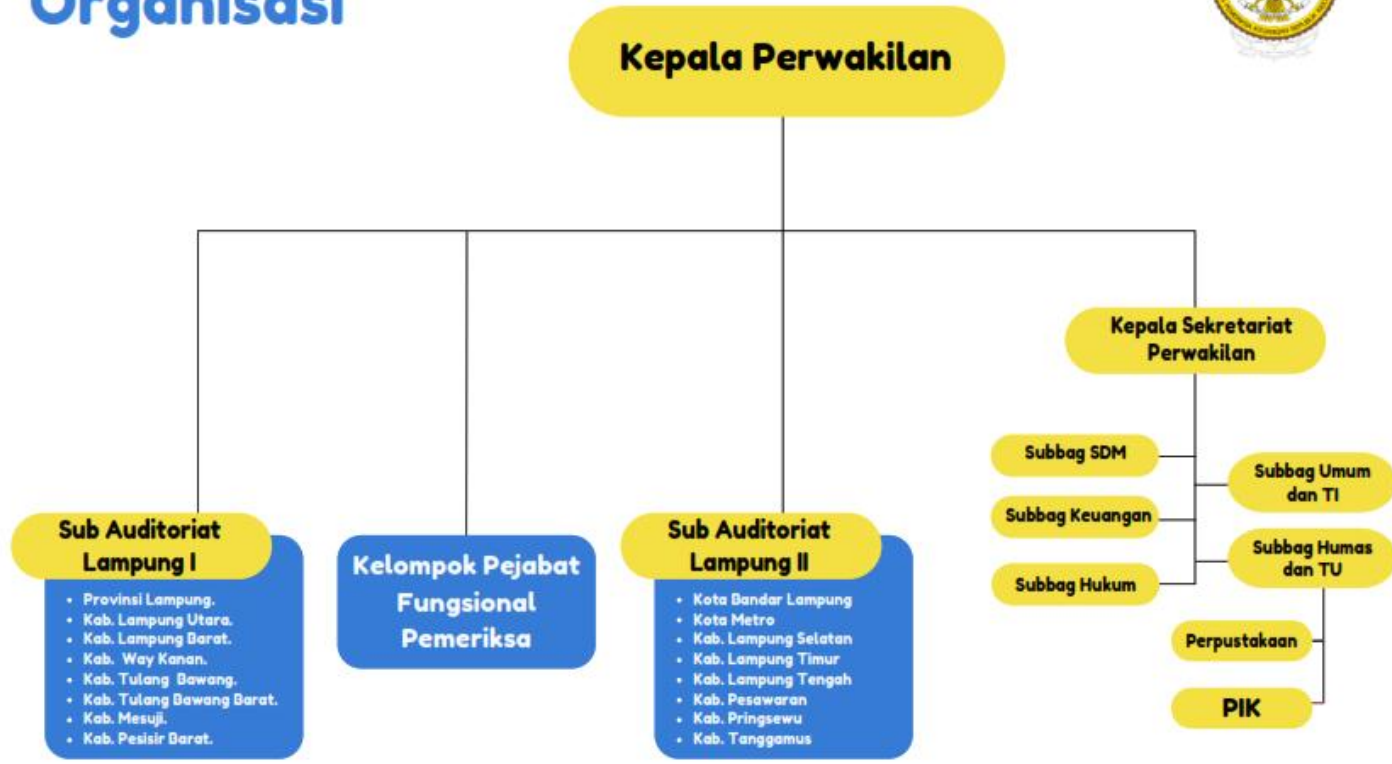 Organisasi
Kepala Perwakilan
Kepala Sekretariat
Perwakilan
Subbag SDM
Subbag Umum
dan TI
Subbag Keuangan
Subbag Humas
dan TU
Subbag Hukum
Perpustakaan
PIK
Sub Auditoriat
Lampung I
• Provinsi Lampung.
• Kab. Lampung Utara.
• Kab. Lampung Barat.
• Kab. Way Kanan.
• Kab. Tulang Bawang.
• Kab. Tulang Bawang Barat.
• Kab. Mesuji.
• Kab. Pesisir Barat.
Kelompok Pejabat
Fungsional
Pemeriksa
Sub Auditoriat
Lampung II
• Kota Bandar Lampung
• Kota Metro
• Kab. Lampung Selatan
• Kab. Lampung Timur
• Kab. Lampung Tengah
• Kab. Pesawaran
• Kab. Pringsewu
• Kab. Tanggamus